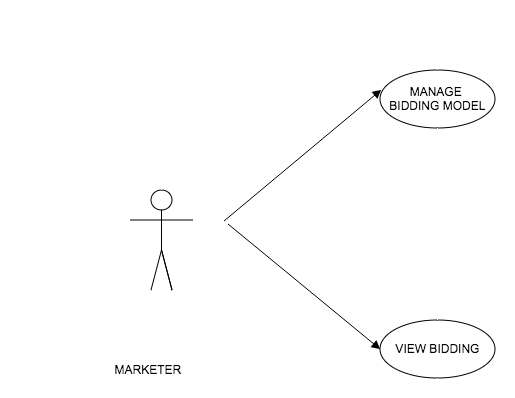 MANAGE
BIDDING MODEL
MARKETER
VIEW BIDDING